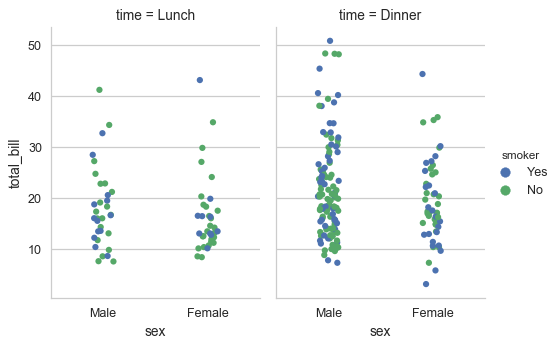 time = Lunch
time = Dinner
total_bill
50
40
30
20
10
Male
Female
Male
Female
sex
sex
smoker
Yes
No